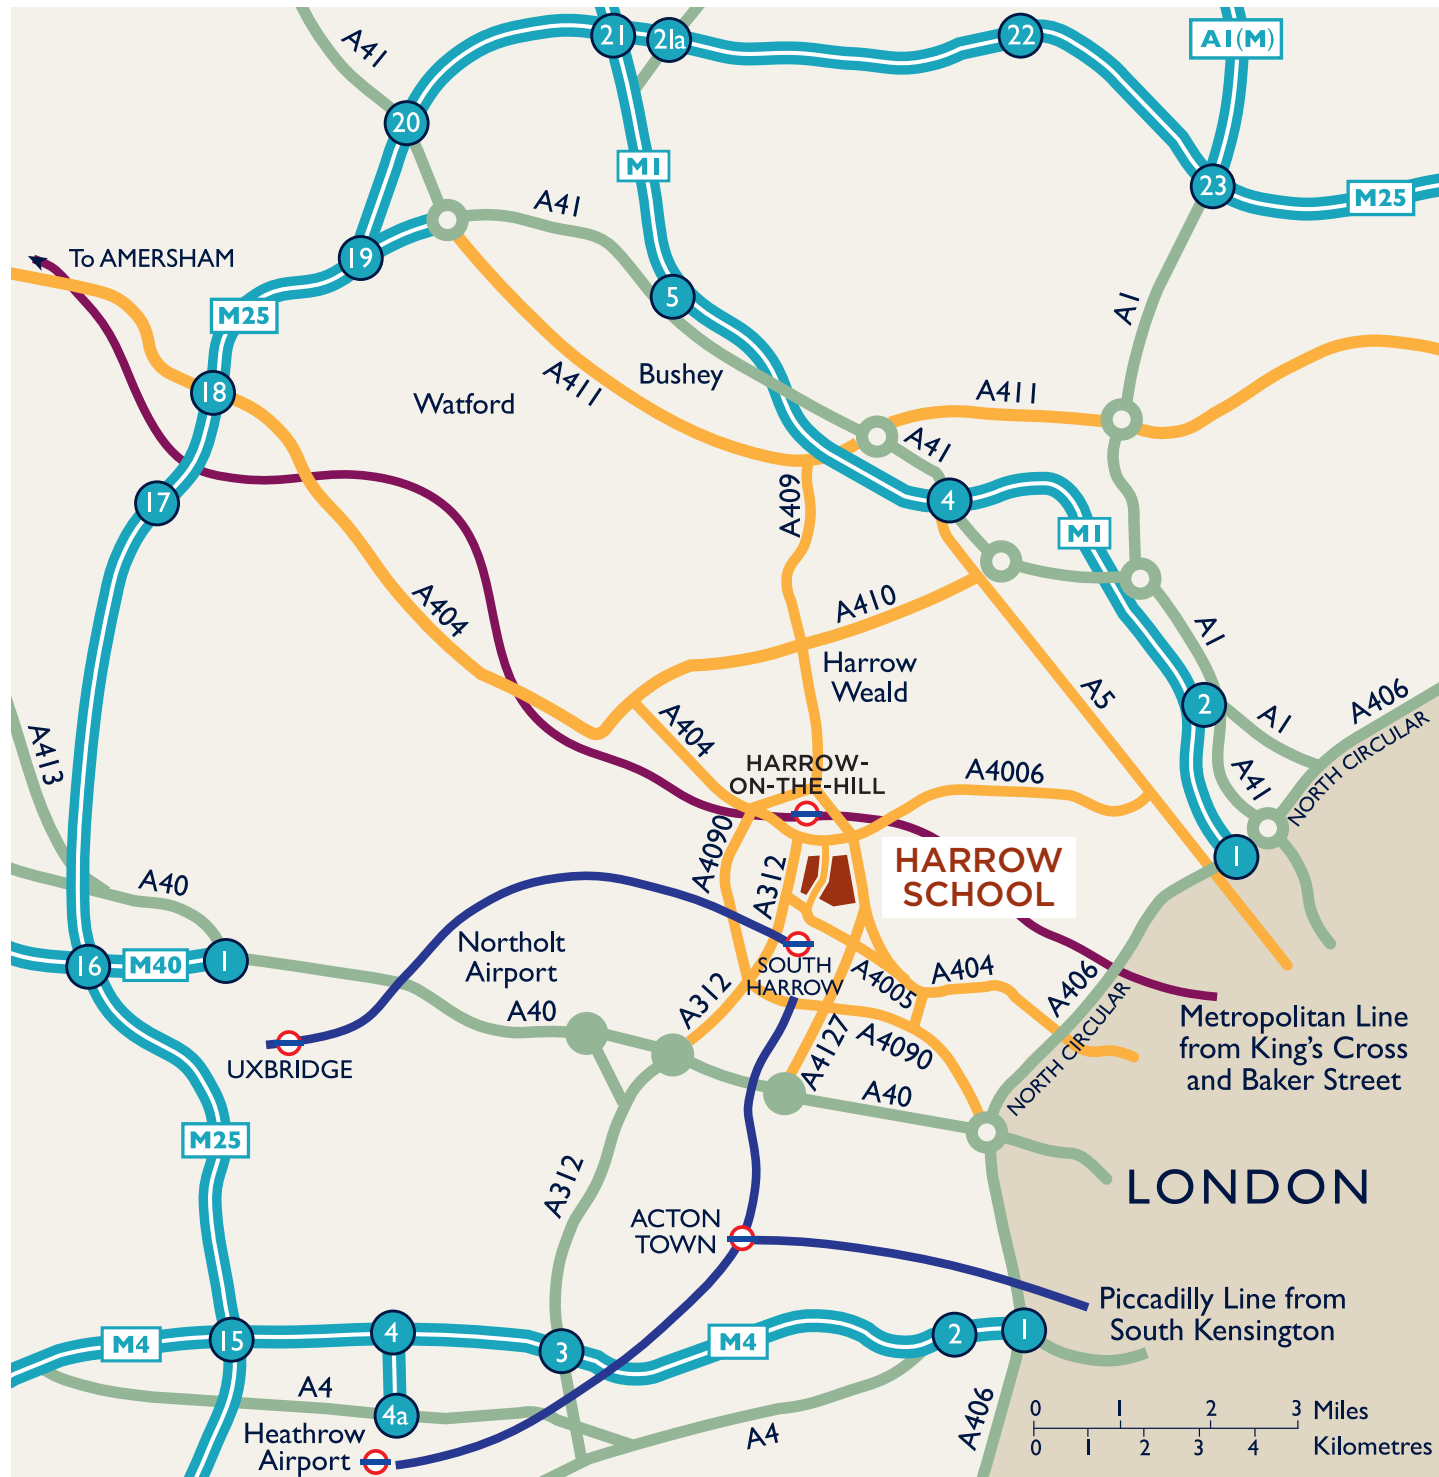 21
21a
22
A1(M)
A41
20
M1
23
M25
A41
To AMERSHAM
19
5
A1
M25
18
Bushey
A411
A411
Watford
A41
17
A409
4
M1
A404
A410
A1
Harrow
Weald
A5
2
A406
A1
A404
A413
HARROW-
ON-THE-HILL
A4006
A41
NORTH CIRCULAR
A4090
1
A312
HARROW
SCHOOL
A40
Northolt
Airport
16
M40
1
SOUTH
HARROW
A4005
A404
A406
A312
A40
NORTH CIRCULAR
Metropolitan Line
from King's Cross
and Baker Street
UXBRIDGE
A4127
A4090
A40
M25
A312
LONDON
ACTON
TOWN
Piccadilly Line from
South Kensington
M4
15
4
3
M4
2
1
A4
4a
A406
Heathrow
Airport
A4
0 1 2 3 Miles
0 1 2 3 4 Kilometres